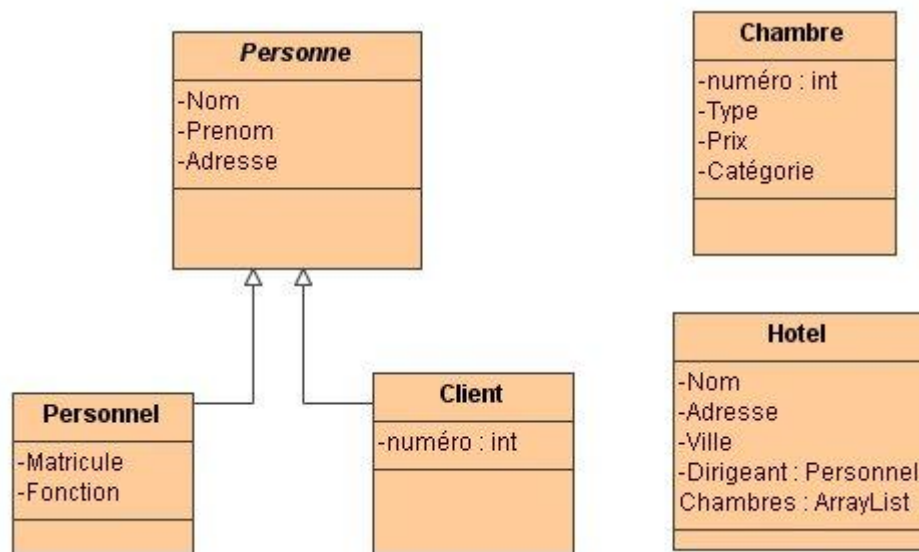 Personne
-Nom
-Prenom
-Adresse
Chambre
-numéro : int
-Type
-Prix
-Catégorie
Personnel
-Matricule
-Fonction
Client
-numéro : int
Hotel
-Nom
-Adresse
-Ville
-Dirigeant : Personnel
Chambres : ArrayList